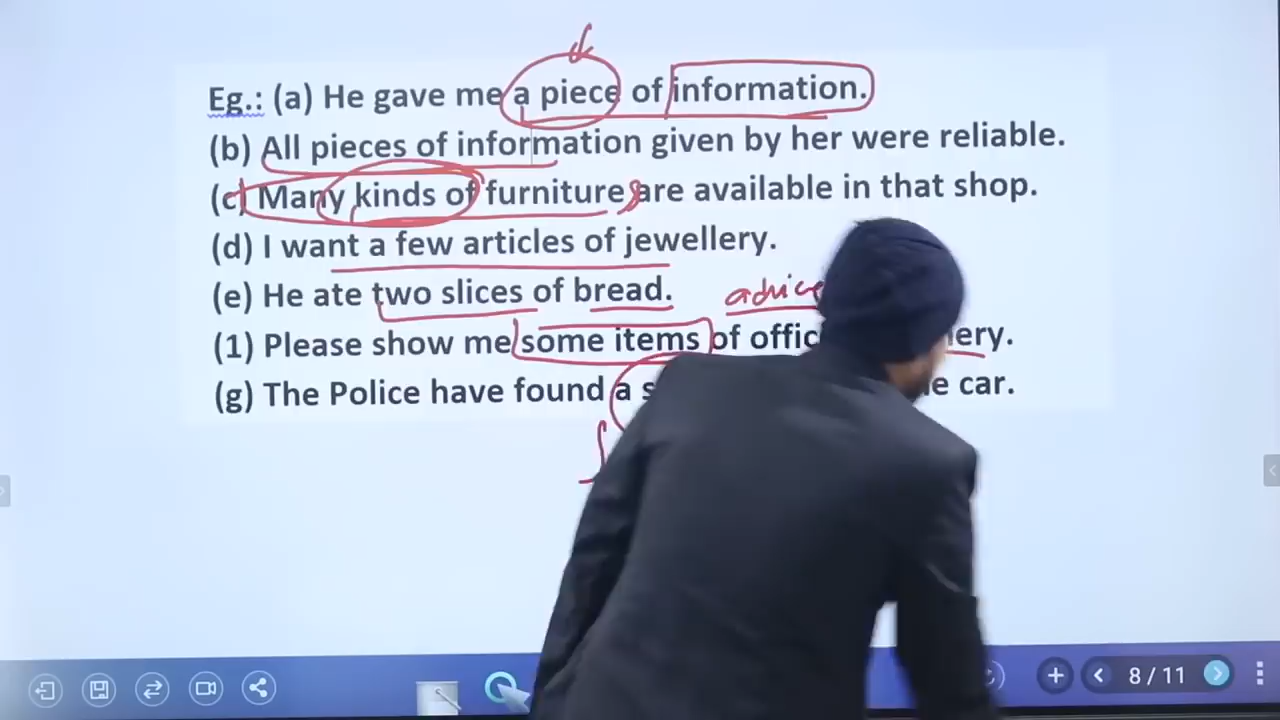 Eg.: (a) He gave me a piece of information.
(b) All pieces of information given by her were reliable.
(c) Many kinds of furniture are available in that shop.
(d) I want a few articles of jewellery.
(e) He ate two slices of bread. advice
(1) Please show me some items of
(g) The Police have found a car.
8 / 11